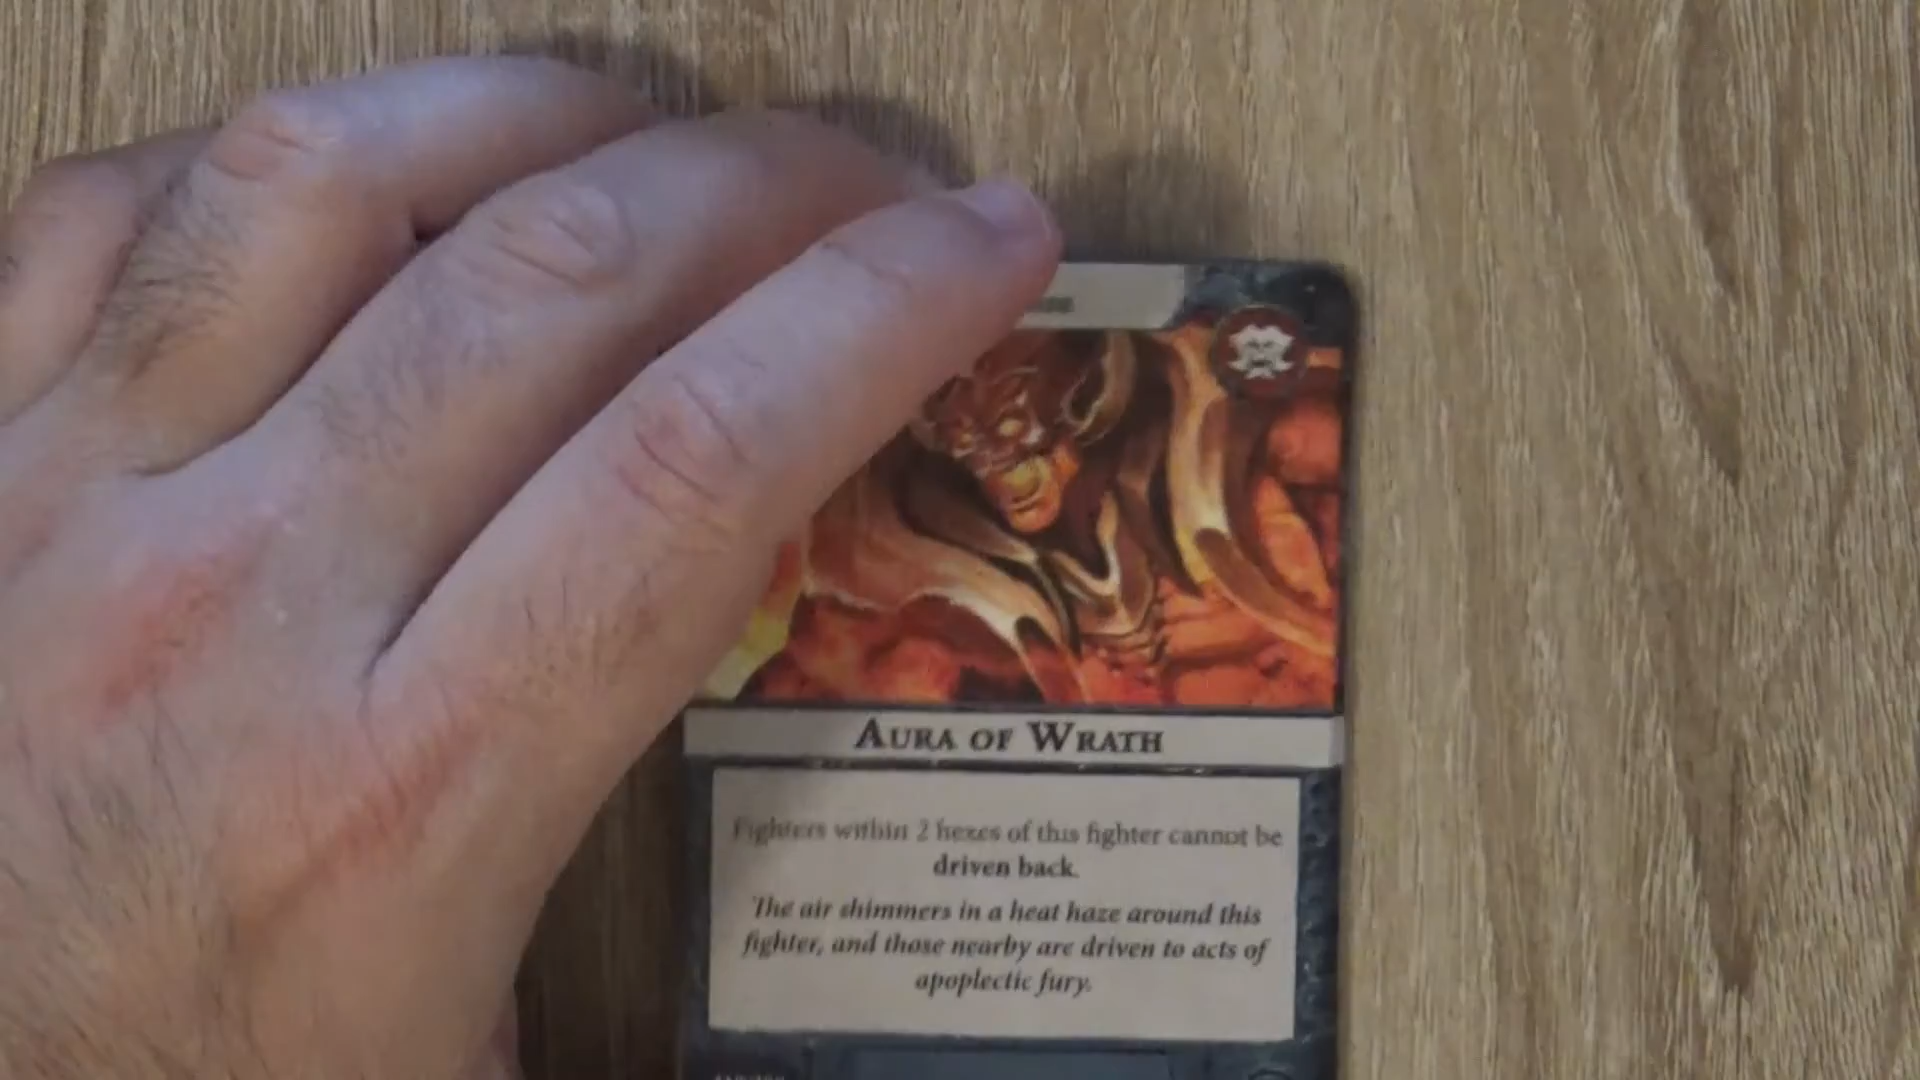 AURA OF WRATH
Fighters within 2 hexes of this fighter cannot be
driven back.
The air shimmers in a heat haze around this
fighter, and those nearby are driven to acts of
apoplectic fury.